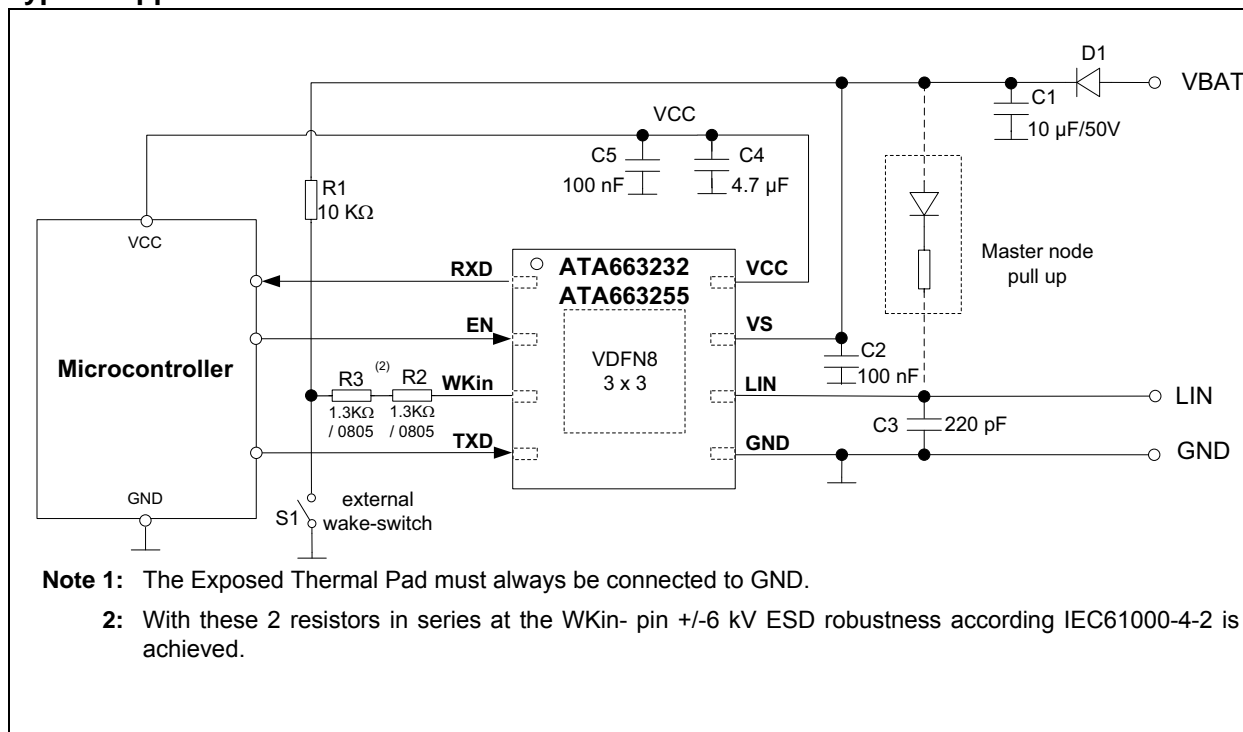 D1
VBAT
C1
10 µF/50V
VCC
C5
100 nF
C4
4.7 µF
R1
10 KΩ
VCC
Master node
pull up
RXD
ATA663232
ATA663255
VCC
EN
VS
Microcontroller
VDFN8
3 x 3
C2
100 nF
R3
(2)
R2
WKin
LIN
LIN
1.3KΩ
/ 0805
1.3KΩ
/ 0805
C3
220 pF
TXD
GND
GND
GND
S1
external
wake-switch
Note 1: The Exposed Thermal Pad must always be connected to GND.
2: With these 2 resistors in series at the WKin- pin +/-6 kV ESD robustness according IEC61000-4-2 is
achieved.